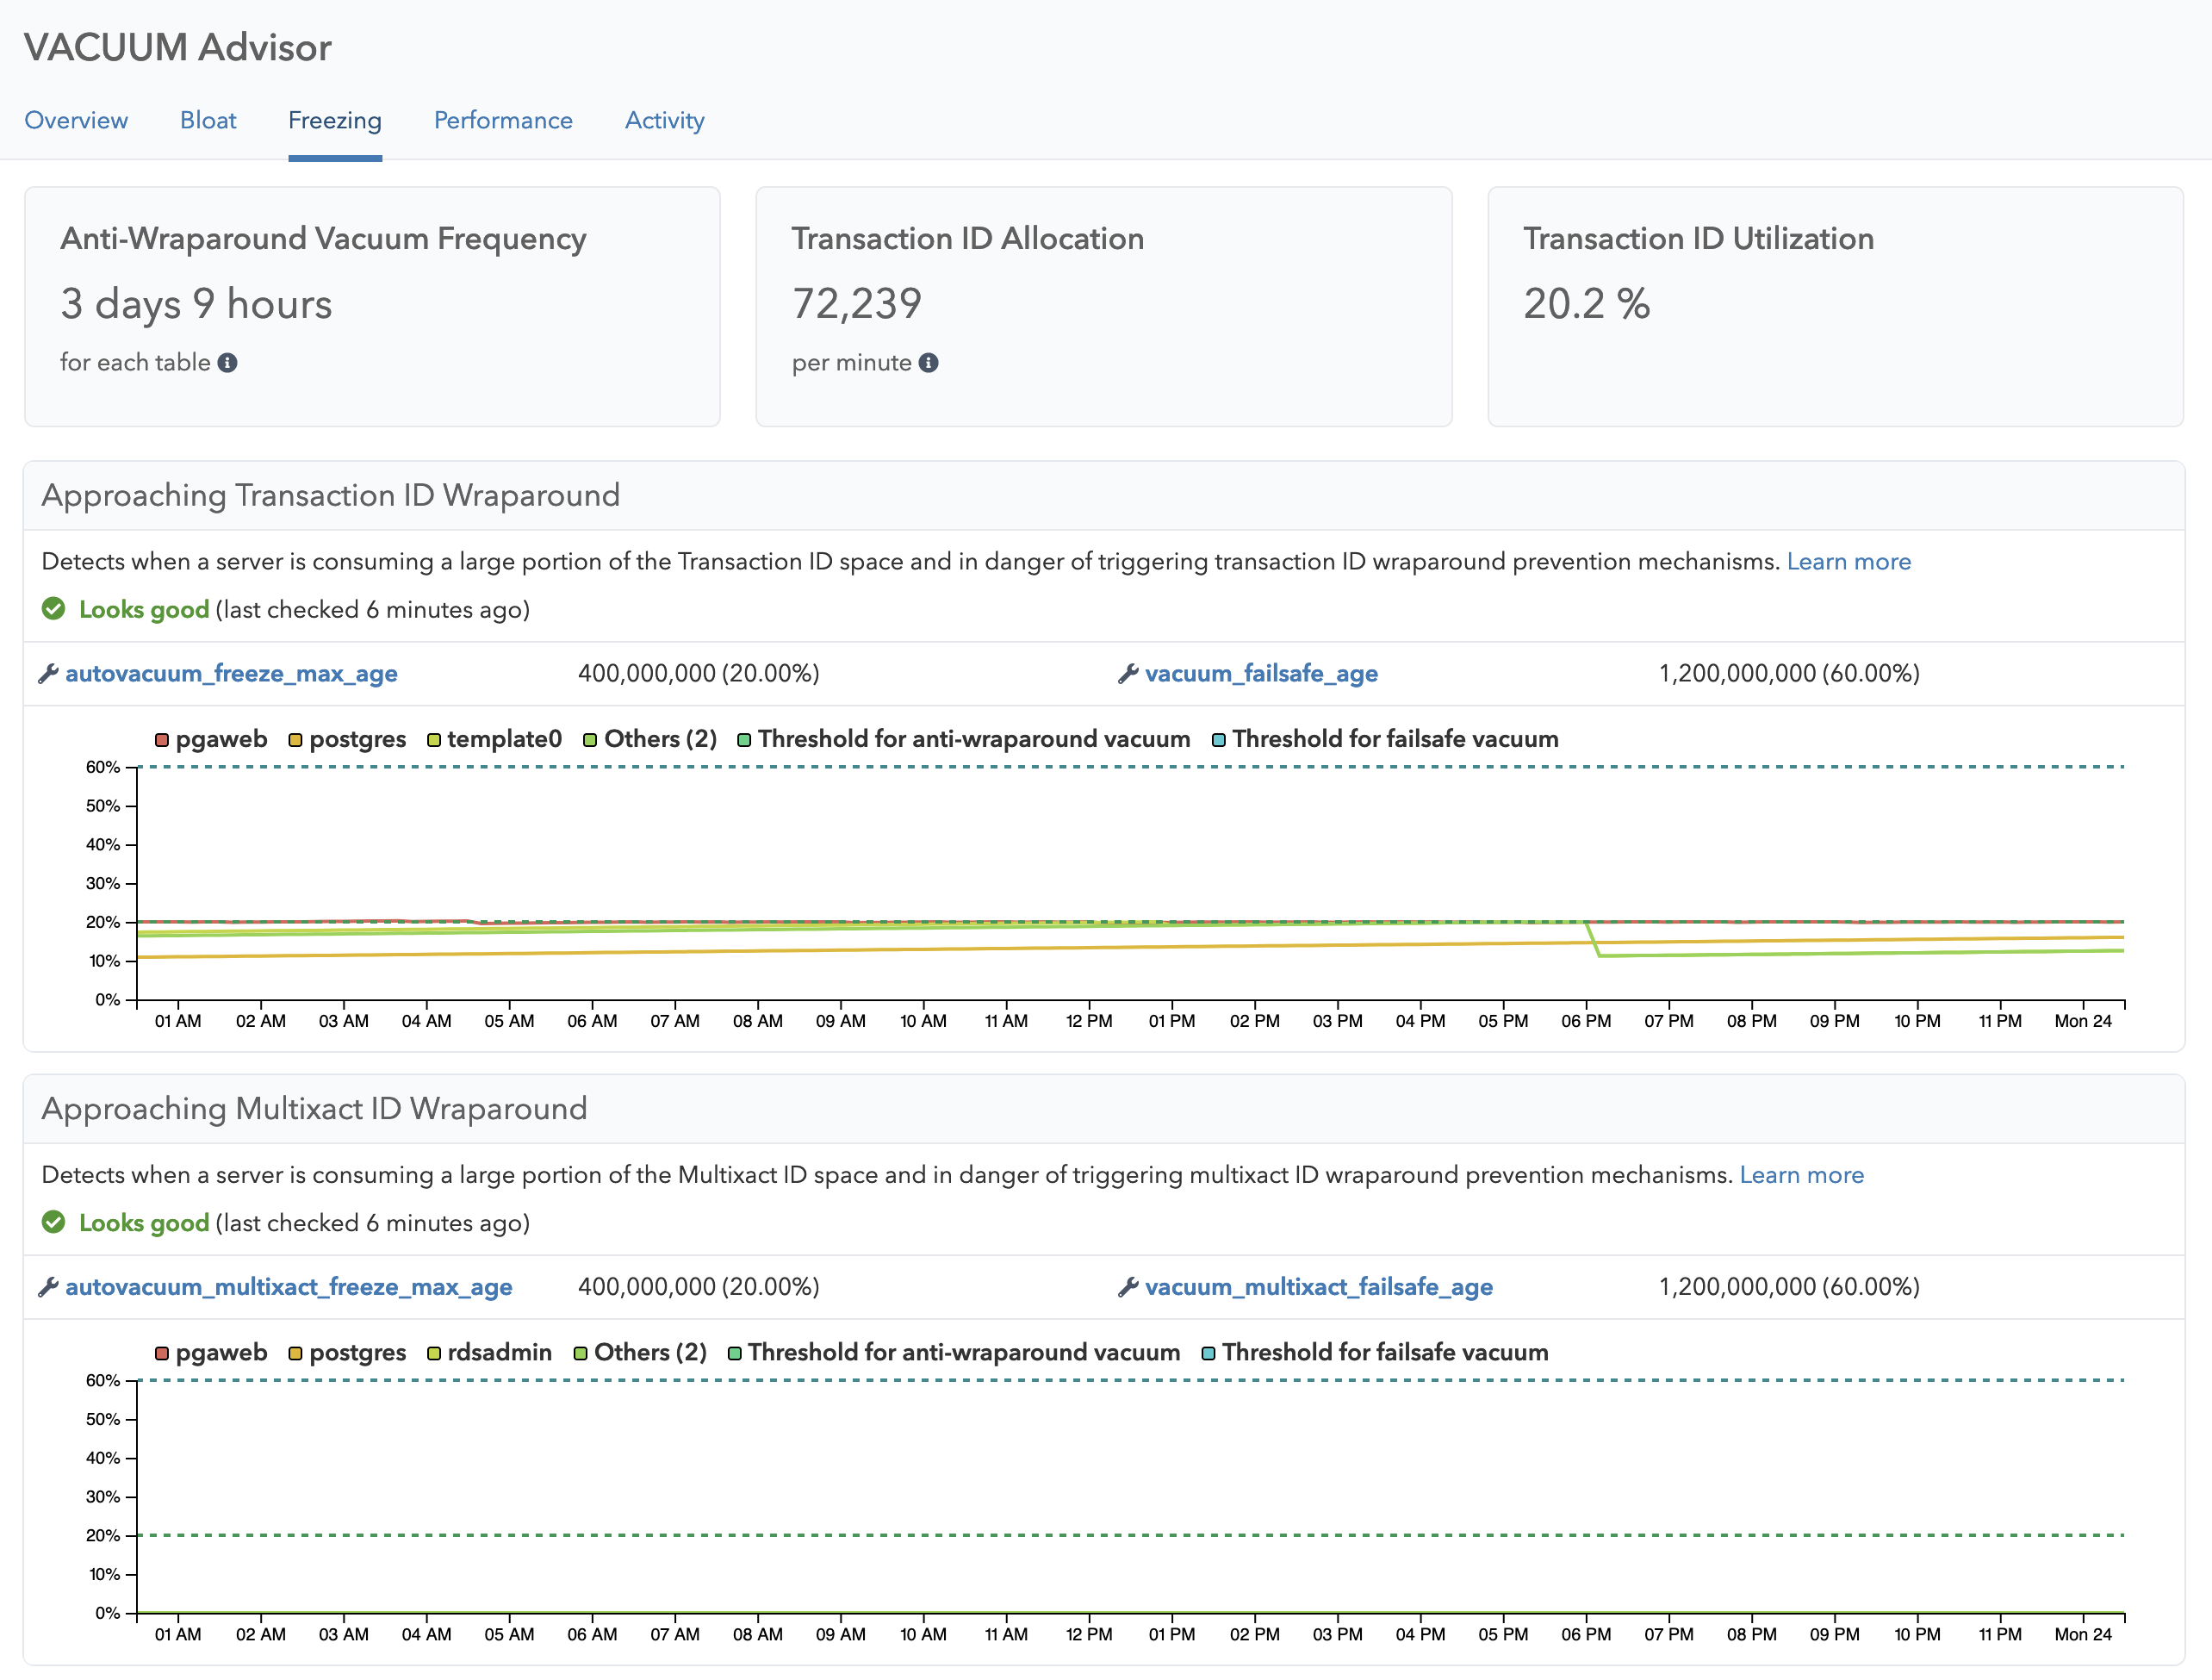 VACUUM Advisor
Overview Bloat Freezing Performance Activity
Anti-Wraparound Vacuum Frequency
3 days 9 hours
for each table
Transaction ID Allocation
72,239
per minute
Transaction ID Utilization
20.2 %
Approaching Transaction ID Wraparound
Detects when a server is consuming a large portion of the Transaction ID space and in danger of triggering transaction ID wraparound prevention mechanisms. Learn more
Looks good (last checked 6 minutes ago)
autovacuum_freeze_max_age 400,000,000 (20.00%) vacuum_failsafe_age 1,200,000,000 (60.00%)
pgaweb postgres template0 Others (2) Threshold for anti-wraparound vacuum Threshold for failsafe vacuum
60%
50%
40%
30%
20%
10%
0%
01 AM 02 AM 03 AM 04 AM 05 AM 06 AM 07 AM 08 AM 09 AM 10 AM 11 AM 12 PM 01 PM 02 PM 03 PM 04 PM 05 PM 06 PM 07 PM 08 PM 09 PM 10 PM 11 PM Mon 24
Approaching Multixact ID Wraparound
Detects when a server is consuming a large portion of the Multixact ID space and in danger of triggering multixact ID wraparound prevention mechanisms. Learn more
Looks good (last checked 6 minutes ago)
autovacuum_multixact_freeze_max_age 400,000,000 (20.00%) vacuum_multixact_failsafe_age 1,200,000,000 (60.00%)
pgaweb postgres rdsadmin Others (2) Threshold for anti-wraparound vacuum Threshold for failsafe vacuum
60%
50%
40%
30%
20%
10%
0%
01 AM 02 AM 03 AM 04 AM 05 AM 06 AM 07 AM 08 AM 09 AM 10 AM 11 AM 12 PM 01 PM 02 PM 03 PM 04 PM 05 PM 06 PM 07 PM 08 PM 09 PM 10 PM 11 PM Mon 24